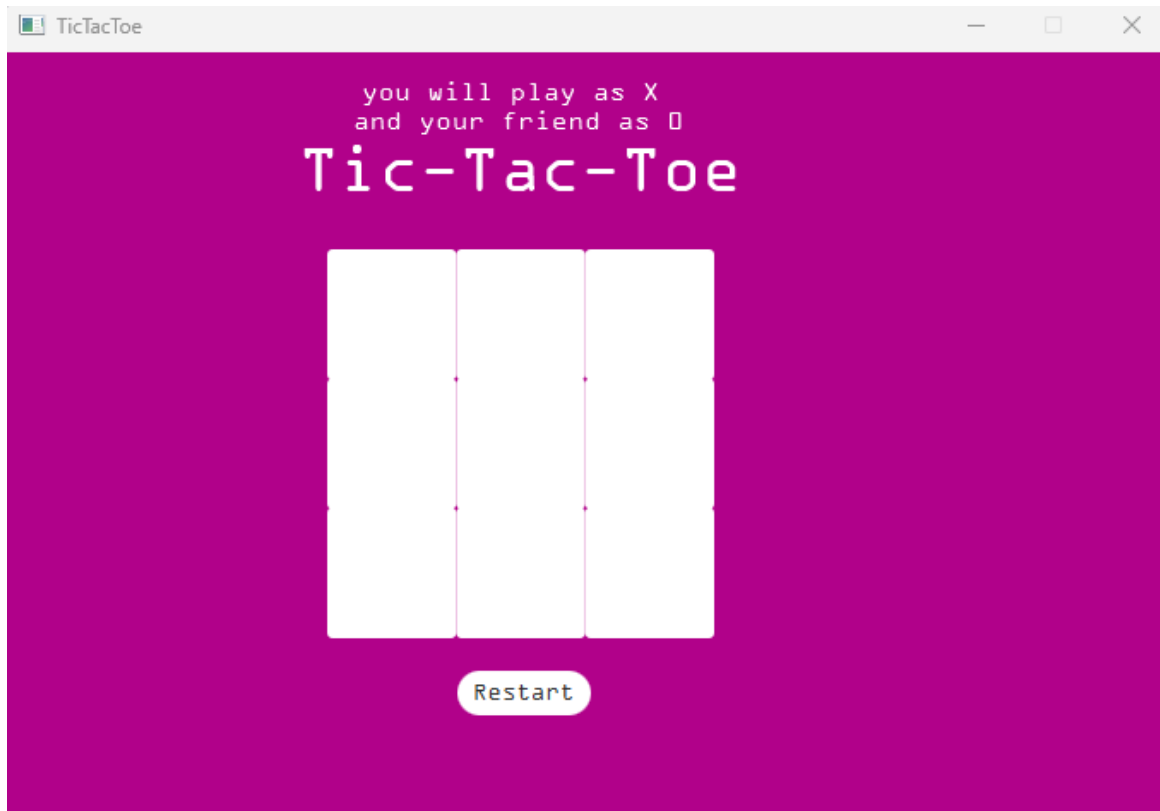 TicTacToe
you will play as X
and your friend as O
Tic-Tac-Toe
Restart